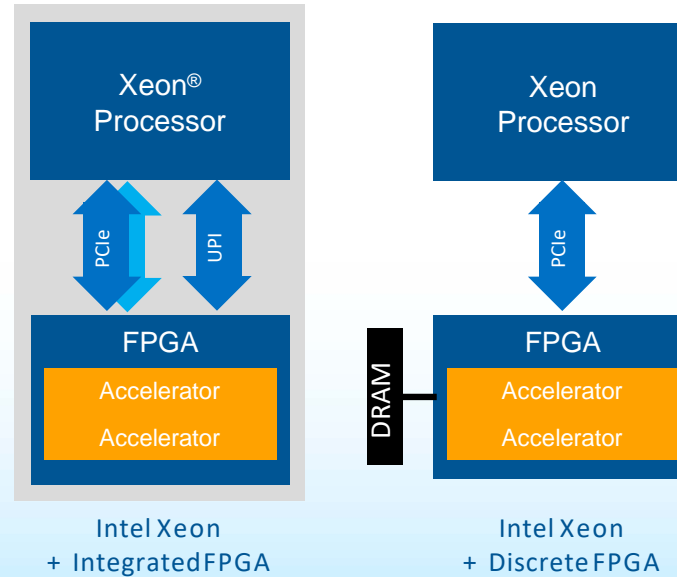 Xeon®
Processor
PCIe
UPI
FPGA
Accelerator
Accelerator
Intel Xeon
+ Integrated FPGA
Xeon
Processor
PCIe
DRAM
FPGA
Accelerator
Accelerator
Intel Xeon
+ Discrete FPGA